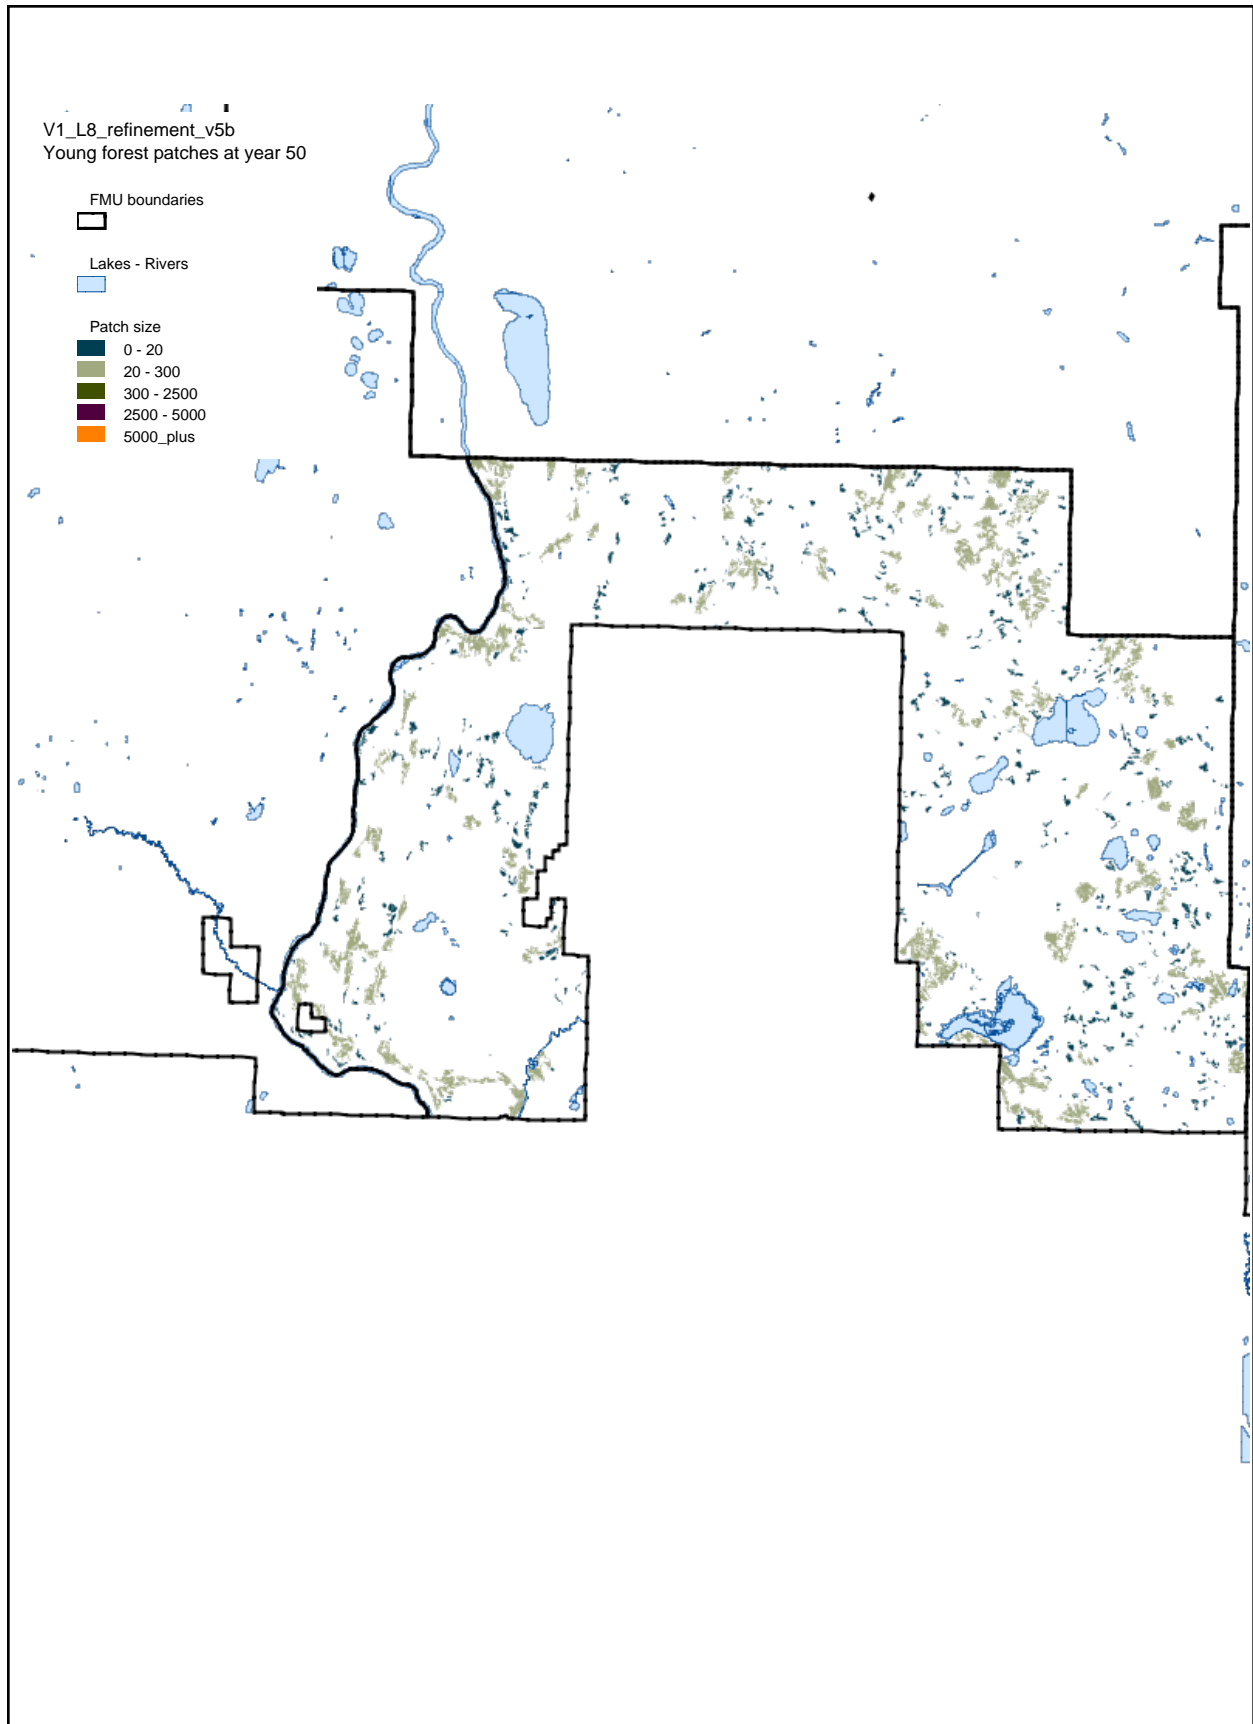 V1_L8_refinement_v5b
Young forest patches at year 50
FMU boundaries
Lakes - Rivers
Patch size
0 - 20
20 - 300
300 - 2500
2500 - 5000
5000_plus